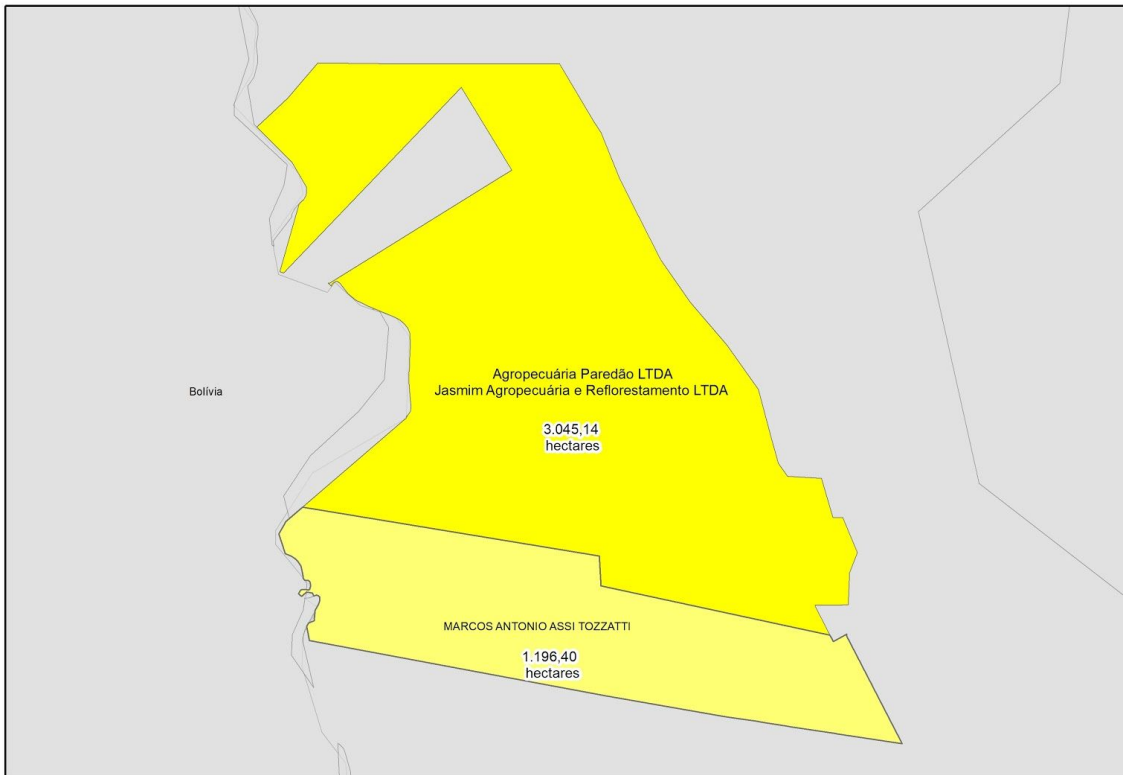 Agropecuária Paredão LTDA
Jasmim Agropecuária e Reflorestamento LTDA
3.045,14
hectares
Bolívia
MARCOS ANTONIO ASSI TOZZATTI
1.196,40
hectares